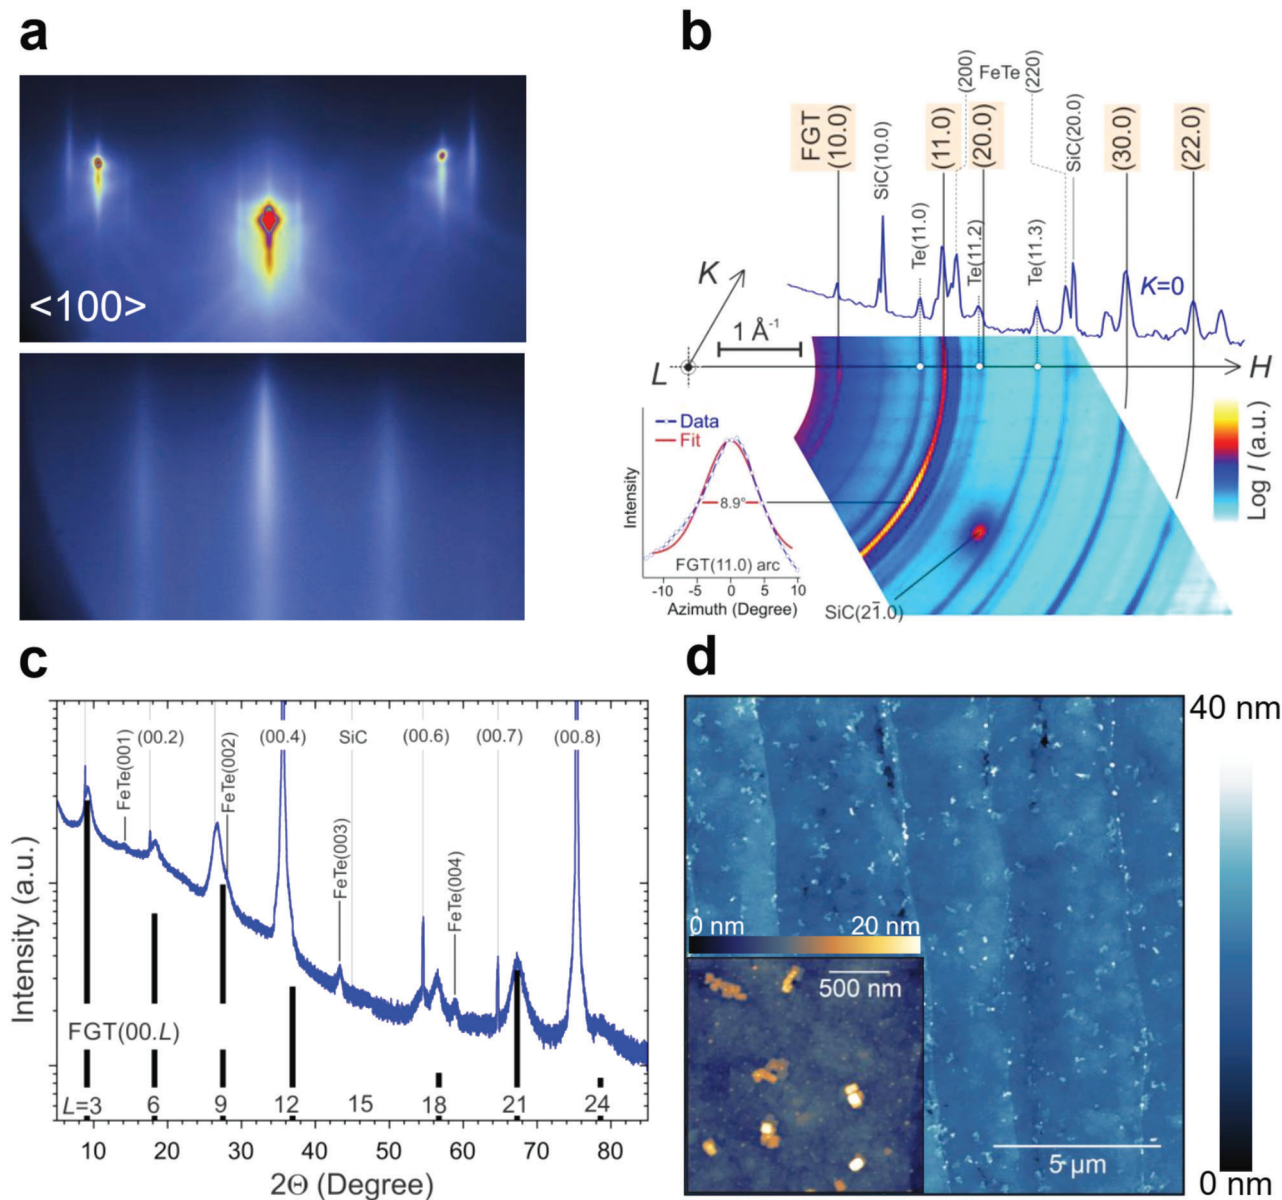 a
<100>
b
FGT
(10.0)
SiC(10.0)
Te(11.0)
(11.0)
(200)
FeTe
(220)
(20.0)
Te(11.2)
Te(11.3)
SiC(20.0)
(30.0)
(22.0)
K
K=0
1 Å-1
L
H
Data
Fit
Intensity
8.9°
FGT(11.0) arc
-10 -5 0 5 10
Azimuth (Degree)
SiC(21̅.0)
Log I (a.u.)
c
(00.2) (00.4) SiC (00.6) (00.7) (00.8)
FeTe(001)
FeTe(002)
FeTe(003)
FeTe(004)
Intensity (a.u.)
FGT(00.L)
L=3 6 9 12 15 18 21 24
10 20 30 40 50 60 70 80
2Θ (Degree)
d
40 nm
0 nm 20 nm
500 nm
5 µm
0 nm